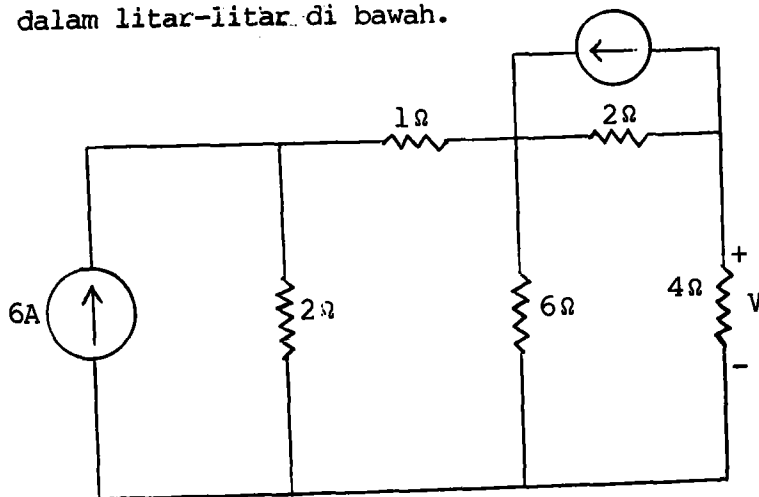 dalam litar-litar di bawah.
1Ω
2Ω
6A
2Ω
6Ω
4Ω
+
V
-